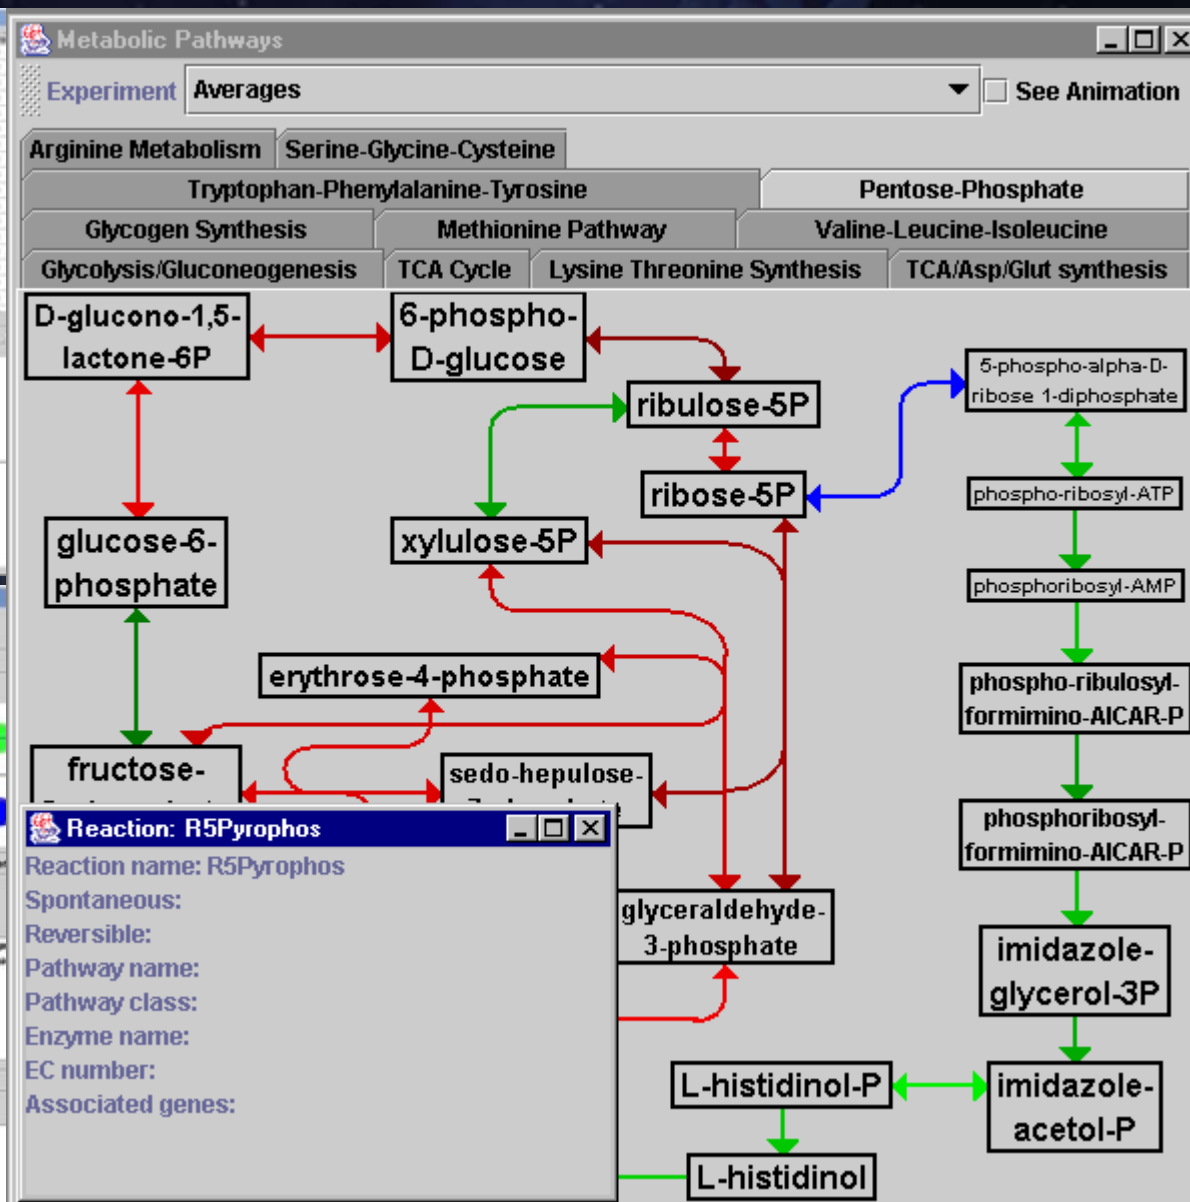 Metabolic Pathways
Experiment Averages See Animation
Arginine Metabolism Serine-Glycine-Cysteine
Tryptophan-Phenylalanine-Tyrosine Pentose-Phosphate
Glycogen Synthesis Methionine Pathway Valine-Leucine-Isoleucine
Glycolysis/Gluconeogenesis TCA Cycle Lysine Threonine Synthesis TCA/Asp/Glut synthesis
D-glucono-1,5-
lactone-6P
6-phospho-
D-glucose
ribulose-5P
5-phospho-alpha-D-
ribose 1-diphosphate
ribose-5P
phospho-ribosyl-ATP
glucose-6-
phosphate
xylulose-5P
phosphoribosyl-AMP
erythrose-4-phosphate
phospho-ribulosyl-
formimino-AICAR-P
fructose-
sedo-hepulose-
phosphoribosyl-
formimino-AICAR-P
Reaction: R5Pyrophos
Reaction name: R5Pyrophos
Spontaneous:
Reversible:
Pathway name:
Pathway class:
Enzyme name:
EC number:
Associated genes:
glyceraldehyde-
3-phosphate
imidazole-
glycerol-3P
L-histidinol-P
imidazole-
acetol-P
L-histidinol